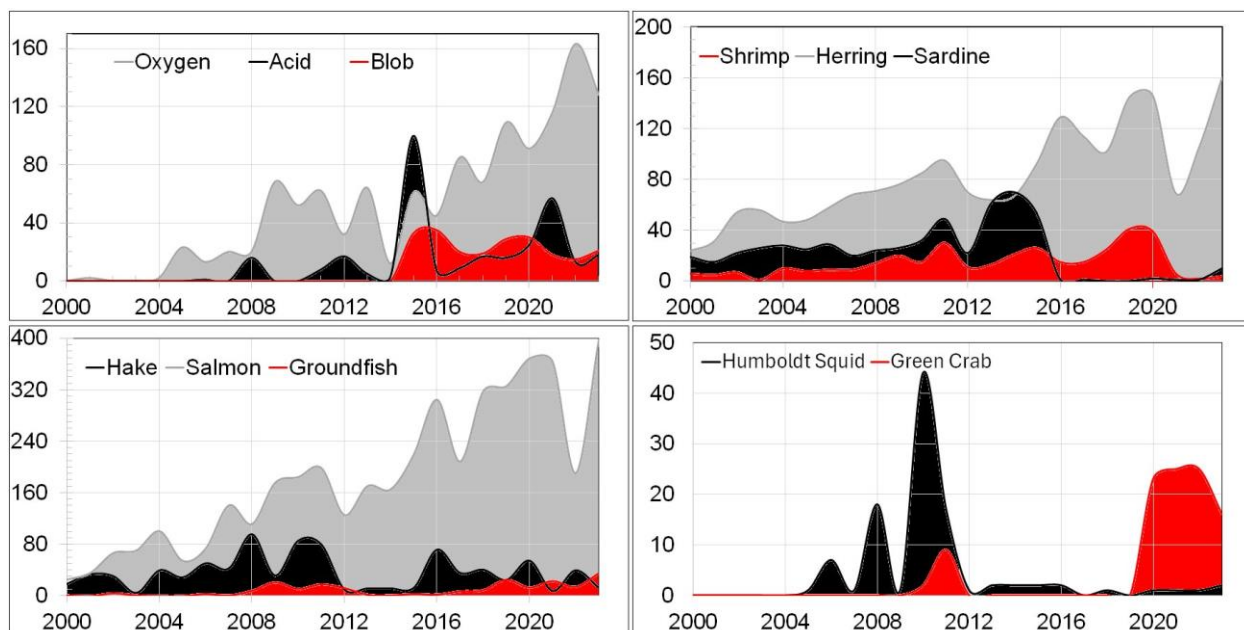 160
Oxygen Acid Blob
120
80
40
0
2000 2004 2008 2012 2016 2020
200
Shrimp Herring Sardine
160
120
80
40
0
2000 2004 2008 2012 2016 2020
400
Hake Salmon Groundfish
320
240
160
80
0
2000 2004 2008 2012 2016 2020
50
Humboldt Squid Green Crab
40
30
20
10
0
2000 2004 2008 2012 2016 2020